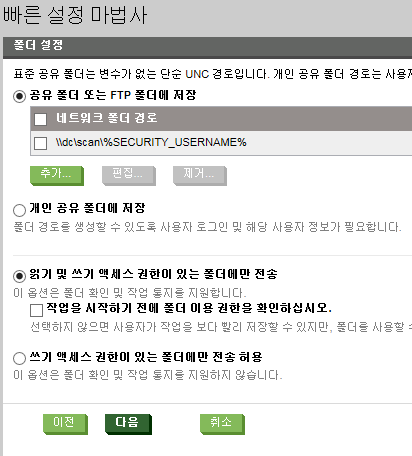 빠른 설정 마법사
폴더 설정
표준 공유 폴더는 변수가 없는 단순 UNC 경로입니다. 개인 공유 폴더 경로는 사용자
공유 폴더 또는 FTP 폴더에 저장
네트워크 폴더 경로
\\dc\scan\%SECURITY_USERNAME%
추가... 편집... 제거...
개인 공유 폴더에 저장
폴더 경로를 생성할 수 있도록 사용자 로그인 및 해당 사용자 정보가 필요합니다.
읽기 및 쓰기 액세스 권한이 있는 폴더에만 전송
이 옵션은 폴더 확인 및 작업 통지를 지원합니다.
작업을 시작하기 전에 폴더 이용 권한을 확인하십시오.
선택하지 않으면 사용자가 작업을 보다 빨리 저장할 수 있지만, 폴더를 사용할 수
쓰기 액세스 권한이 있는 폴더에만 전송 허용
이 옵션은 폴더 확인 및 작업 통지를 지원하지 않습니다.
이전 다음 취소